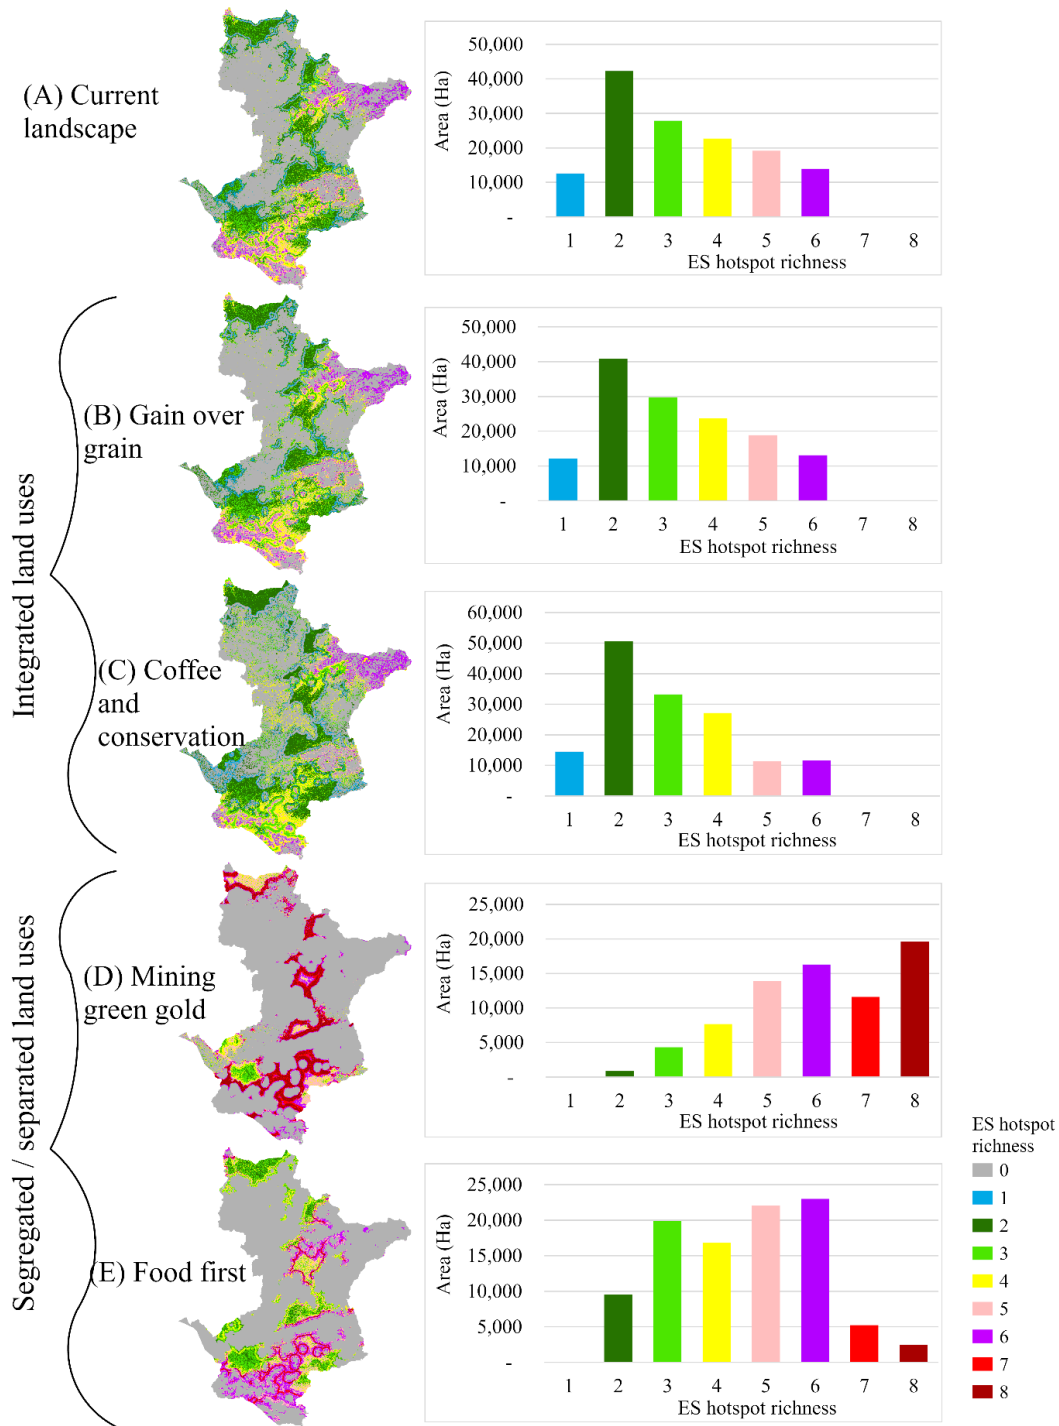 (A) Current
landscape
50,000
40,000
30,000
20,000
10,000
-
Area (Ha)
1 2 3 4 5 6 7 8
ES hotspot richness
Integrated land uses
(B) Gain over
grain
50,000
40,000
30,000
20,000
10,000
-
Area (Ha)
1 2 3 4 5 6 7 8
ES hotspot richness
(C) Coffee
and
conservation
60,000
50,000
40,000
30,000
20,000
10,000
-
Area (Ha)
1 2 3 4 5 6 7 8
ES hotspot richness
Segregated / separated land uses
(D) Mining
green gold
25,000
20,000
15,000
10,000
5,000
-
Area (Ha)
1 2 3 4 5 6 7 8
ES hotspot richness
(E) Food first
25,000
20,000
15,000
10,000
5,000
-
Area (Ha)
1 2 3 4 5 6 7 8
ES hotspot richness
ES hotspot
richness
0
1
2
3
4
5
6
7
8